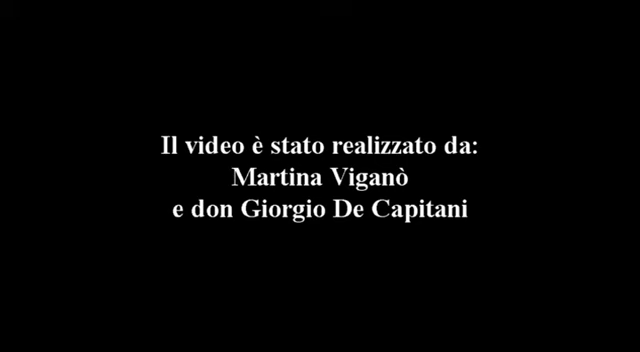 Il video è stato realizzato da:
Martina Viganò
e don Giorgio De Capitani